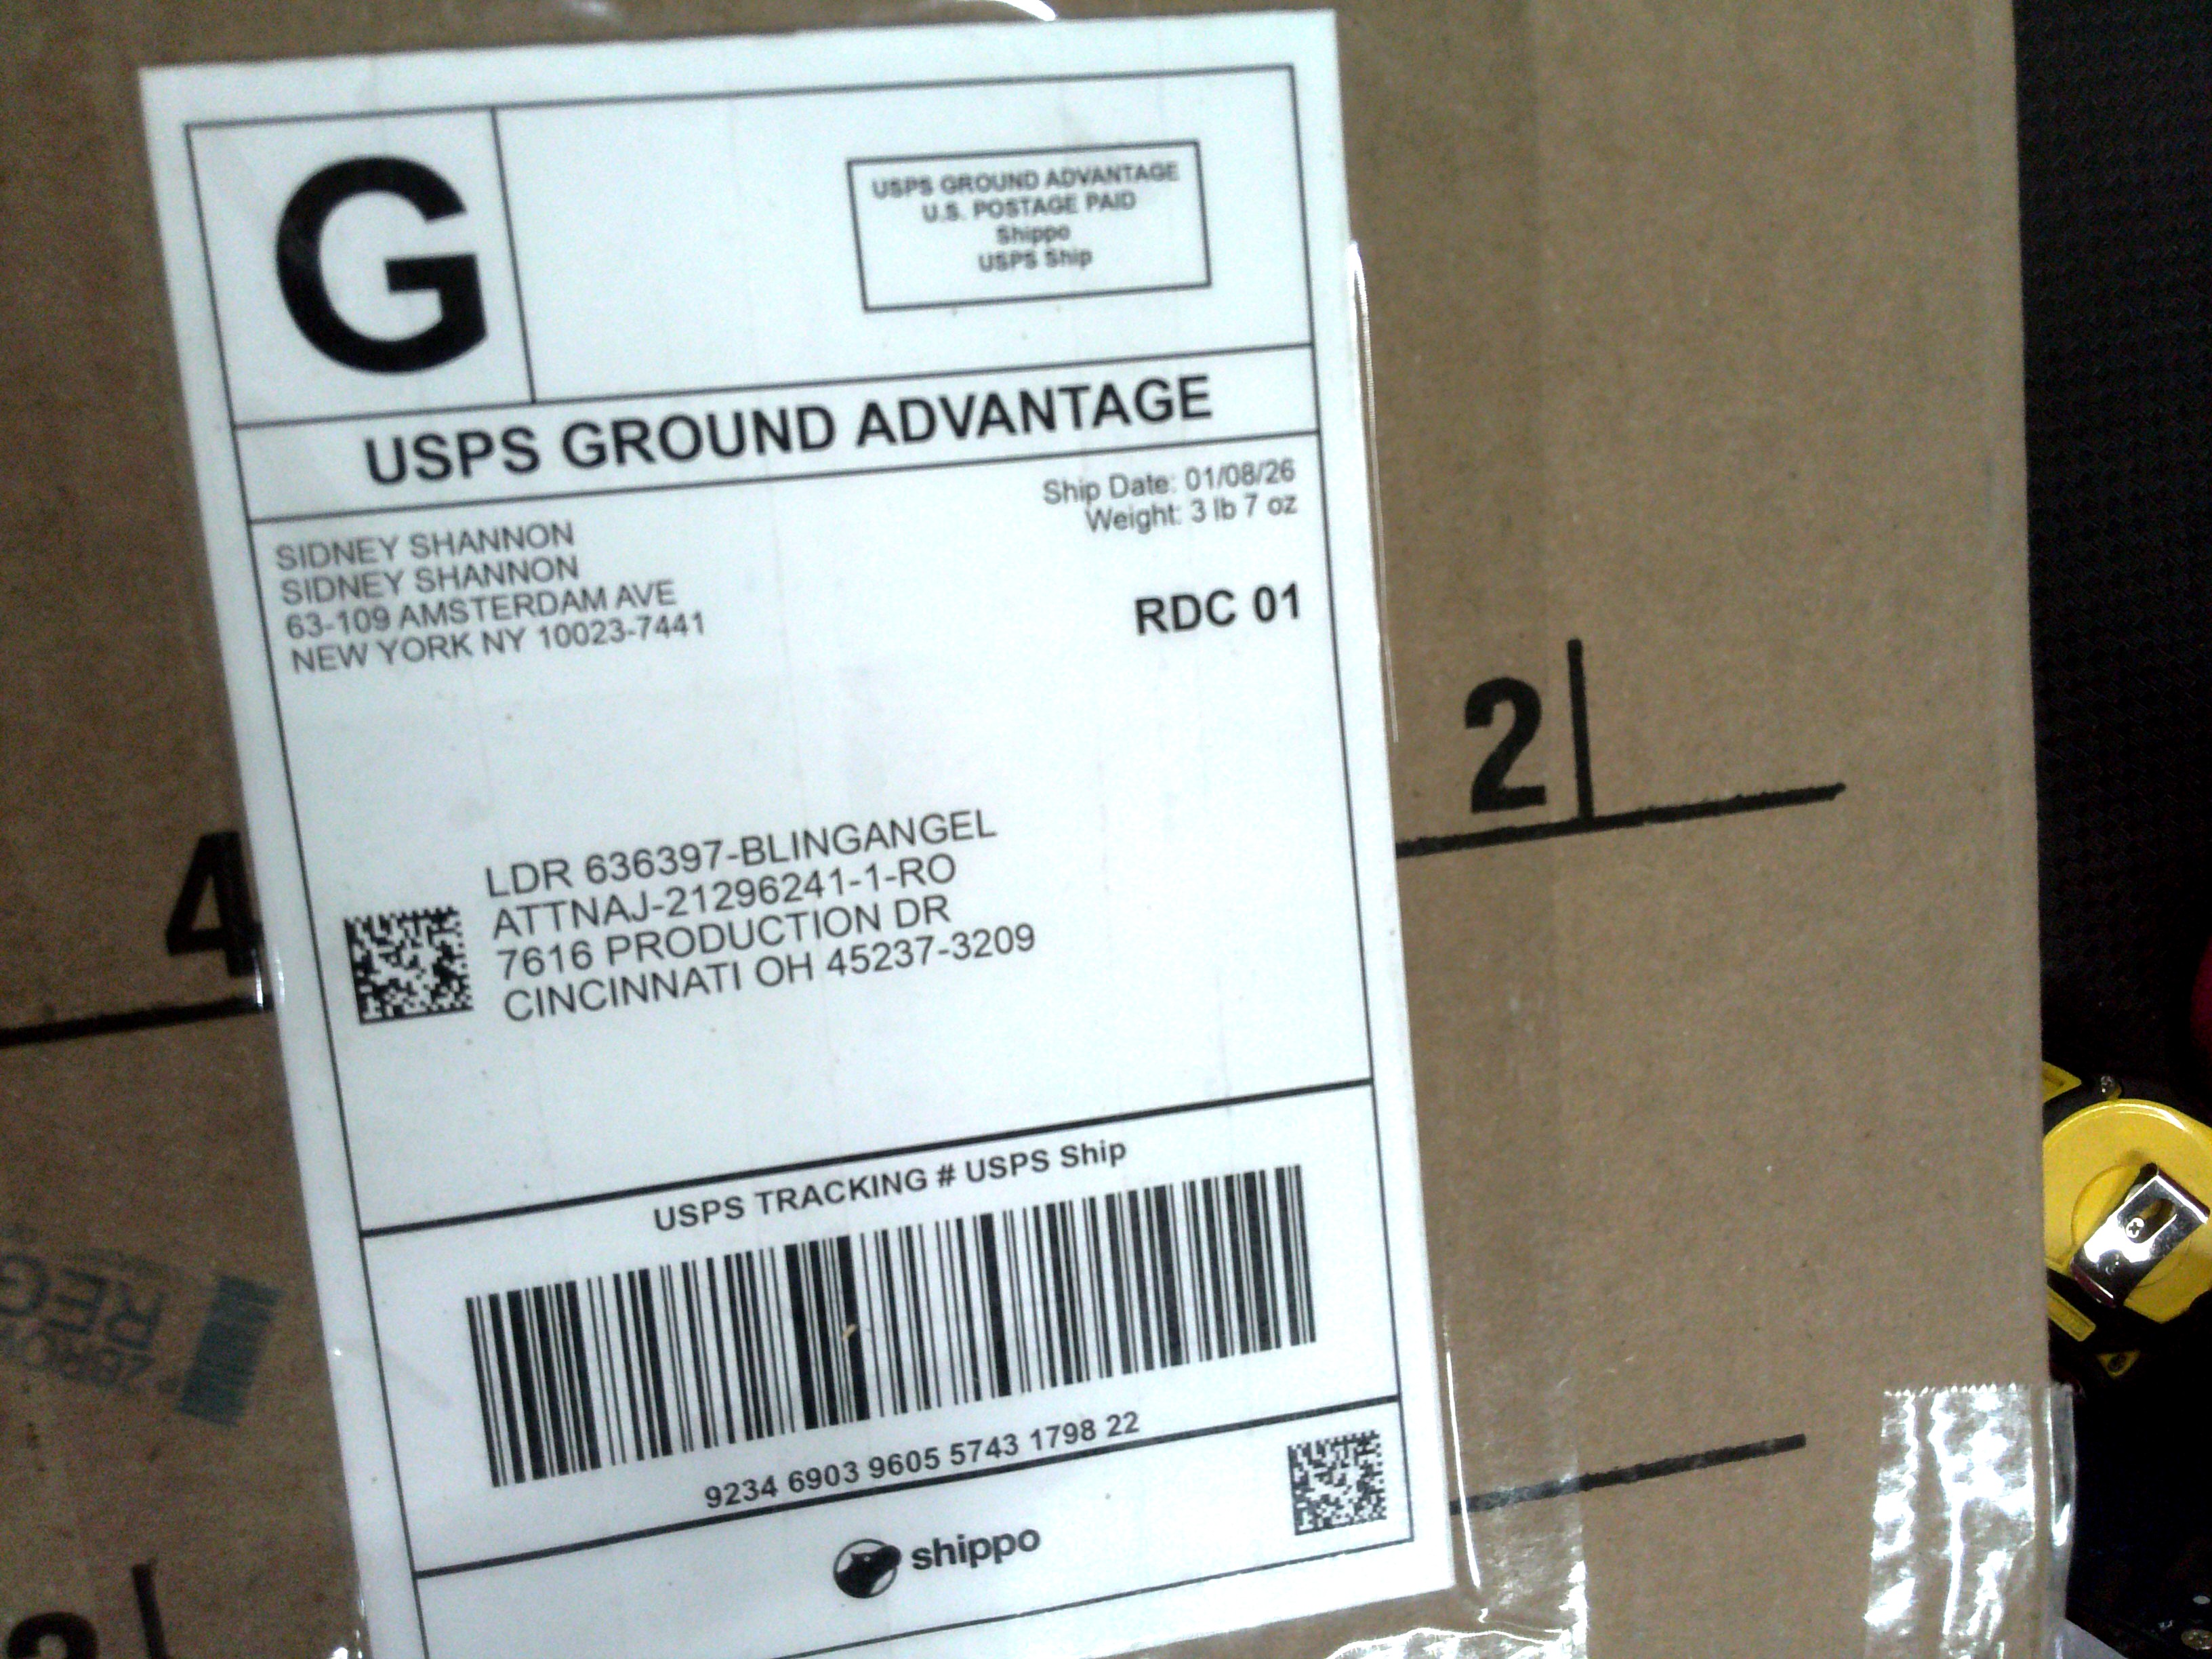 G
USPS GROUND ADVANTAGE
U.S. POSTAGE PAID
Shippo
USPS Ship
USPS GROUND ADVANTAGE
Ship Date: 01/08/26
Weight: 3 lb 7 oz
SIDNEY SHANNON
SIDNEY SHANNON
63-109 AMSTERDAM AVE
NEW YORK NY 10023-7441
RDC 01
LDR 636397-BLINGANGEL
ATTNAJ-21296241-1-RO
7616 PRODUCTION DR
CINCINNATI OH 45237-3209
USPS TRACKING # USPS Ship
9234 6903 9605 5743 1798 22
shippo
4
2